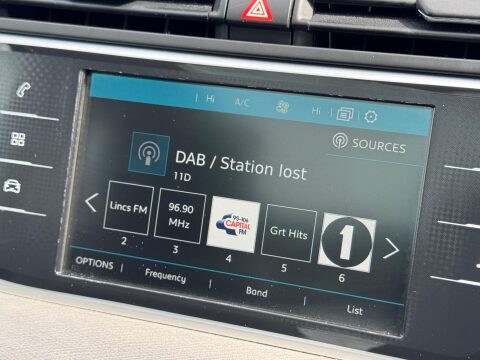 Hi A/C Hi
SOURCES
DAB / Station lost
11D
Lincs FM
96.90
MHz
95-106
CAPITAL
FM
Grt Hits
1
2
3
4
5
6
OPTIONS
Frequency
Band
List